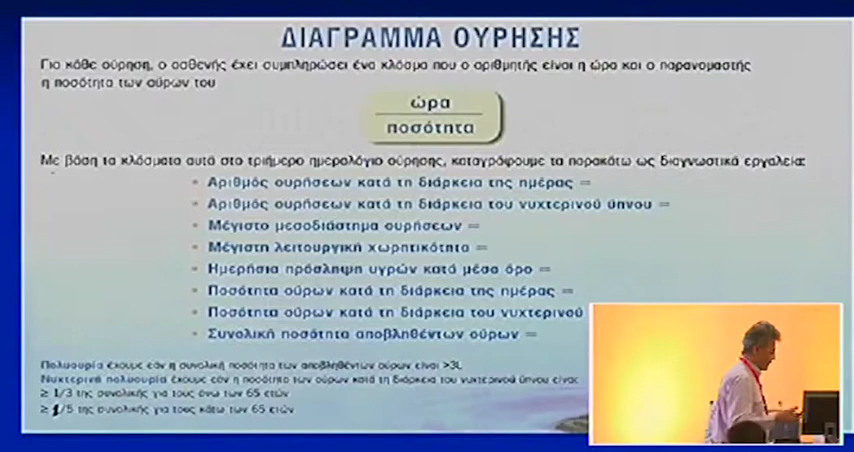 ΔΙΑΓΡΑΜΜΑ ΟΥΡΗΣΗΣ
Για κάθε ούρηση, ο ασθενής έχει συμπληρώσει ένα κλάσμα που ο αριθμητής είναι η ώρα και ο παρανομαστής
η ποσότητα των ούρων του
ώρα
ποσότητα
Με βάση τα κλάσματα αυτά στο τριήμερο ημερολόγιο ούρησης, καταγράφουμε τα παρακάτω ως διαγνωστικά εργαλεία:
• Αριθμός ουρήσεων κατά τη διάρκεια της ημέρας =
• Αριθμός ουρήσεων κατά τη διάρκεια του νυχτερινού ύπνου =
• Μέγιστο μεσοδιάστημα ουρήσεων =
• Μέγιστη λειτουργική χωρητικότητα =
• Ημερήσια πρόσληψη υγρών κατά μέσο όρο =
• Ποσότητα ούρων κατά τη διάρκεια της ημέρας =
• Ποσότητα ούρων κατά τη διάρκεια του νυχτερινού
• Συνολική ποσότητα αποβληθέντων ούρων =
Πολυουρία έχουμε εάν η συνολική ποσότητα των αποβληθέντων ούρων είναι >3L
Νυκτερινή πολυουρία έχουμε εάν η ποσότητα των ούρων κατά τη διάρκεια του νυχτερινού ύπνου είναι
≥ 1/3 της συνολικής για τους άνω των 65 ετών
≥ 1/5 της συνολικής για τους κάτω των 65 ετών